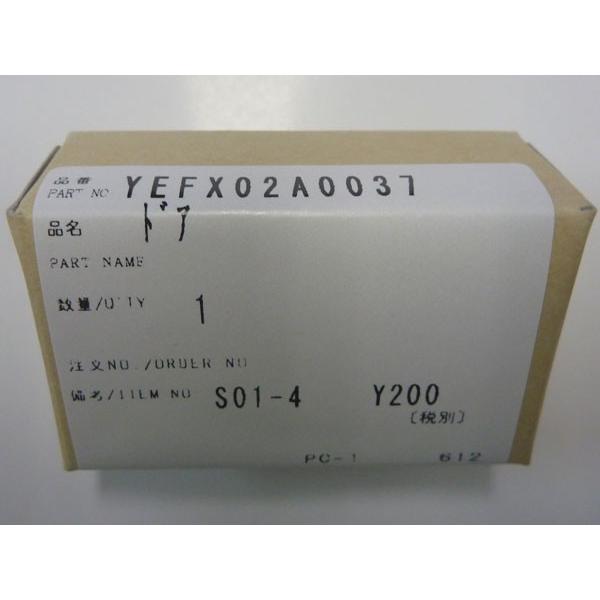 品番
PART NO YEFX02A0037
品名 ドア
PART NAME
数量/Q'TY 1
注文NO./ORDER NO
備考/ITEM NO S01-4 Y200
〔税別〕
PC-1 612